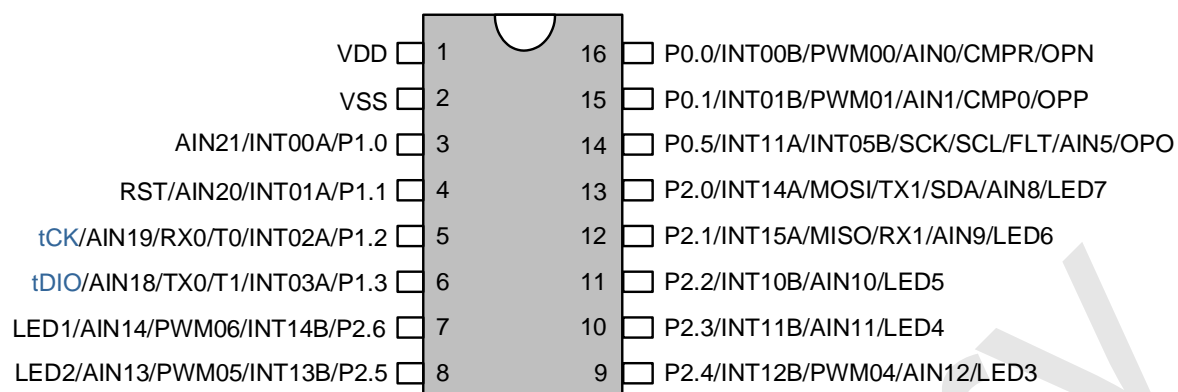 VDD 1 16 P0.0/INT00B/PWM00/AIN0/CMPR/OPN
VSS 2 15 P0.1/INT01B/PWM01/AIN1/CMP0/OPP
AIN21/INT00A/P1.0 3 14 P0.5/INT11A/INT05B/SCK/SCL/FLT/AIN5/OPO
RST/AIN20/INT01A/P1.1 4 13 P2.0/INT14A/MOSI/TX1/SDA/AIN8/LED7
tCK/AIN19/RX0/T0/INT02A/P1.2 5 12 P2.1/INT15A/MISO/RX1/AIN9/LED6
tDIO/AIN18/TX0/T1/INT03A/P1.3 6 11 P2.2/INT10B/AIN10/LED5
LED1/AIN14/PWM06/INT14B/P2.6 7 10 P2.3/INT11B/AIN11/LED4
LED2/AIN13/PWM05/INT13B/P2.5 8 9 P2.4/INT12B/PWM04/AIN12/LED3